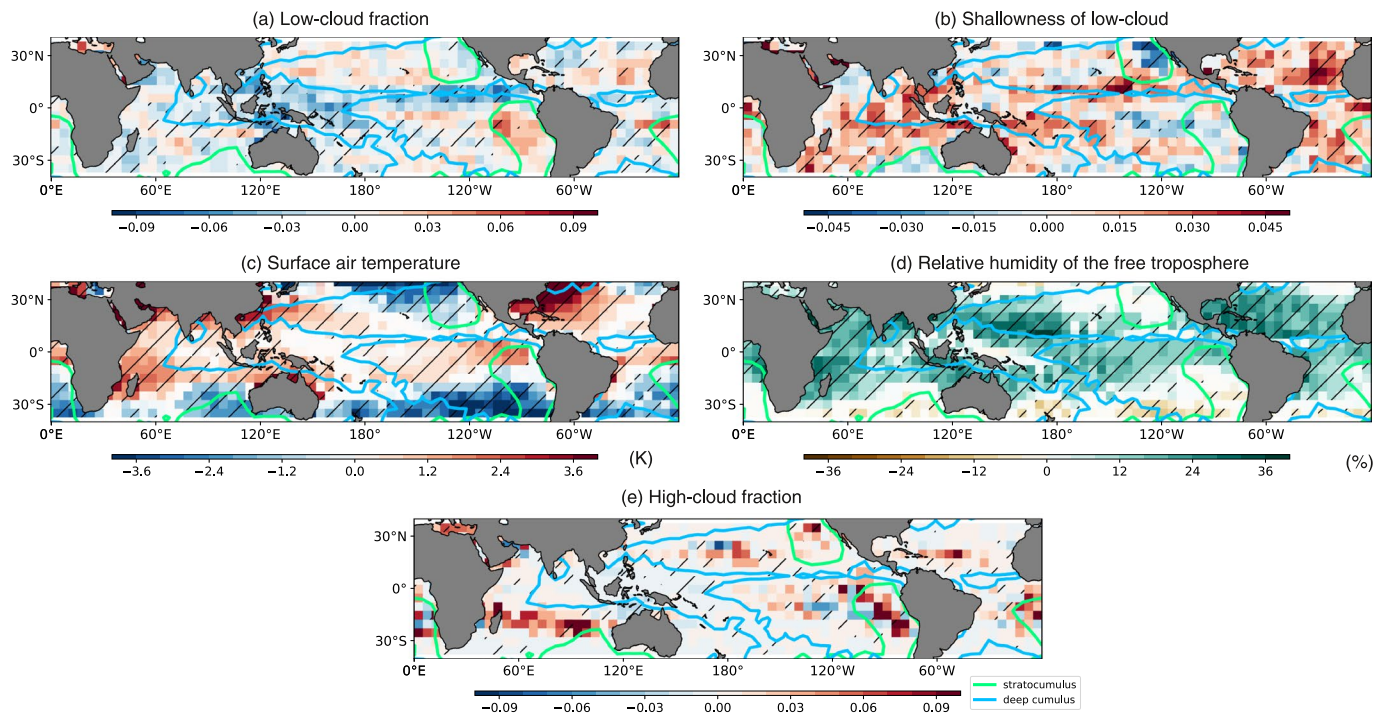 (a) Low-cloud fraction
30°N
0°
30°S
0°E 60°E 120°E 180° 120°W 60°W
−0.09 −0.06 −0.03 0.00 0.03 0.06 0.09
(b) Shallowness of low-cloud
30°N
0°
30°S
0°E 60°E 120°E 180° 120°W 60°W
−0.045 −0.030 −0.015 0.000 0.015 0.030 0.045
(c) Surface air temperature
30°N
0°
30°S
0°E 60°E 120°E 180° 120°W 60°W
−3.6 −2.4 −1.2 0.0 1.2 2.4 3.6
(K)
(d) Relative humidity of the free troposphere
30°N
0°
30°S
0°E 60°E 120°E 180° 120°W 60°W
−36 −24 −12 0 12 24 36
(%)
(e) High-cloud fraction
30°N
0°
30°S
0°E 60°E 120°E 180° 120°W 60°W
−0.09 −0.06 −0.03 0.00 0.03 0.06 0.09
stratocumulus
deep cumulus